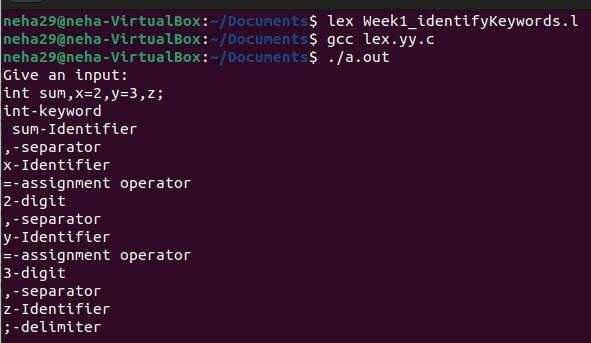 neha29@neha-VirtualBox:~/Documents$ lex Week1_identifyKeywords.l
neha29@neha-VirtualBox:~/Documents$ gcc lex.yy.c
neha29@neha-VirtualBox:~/Documents$ ./a.out
Give an input:
int sum,x=2,y=3,z;
int-keyword
 sum-Identifier
,-separator
x-Identifier
=-assignment operator
2-digit
,-separator
y-Identifier
=-assignment operator
3-digit
,-separator
z-Identifier
;-delimiter